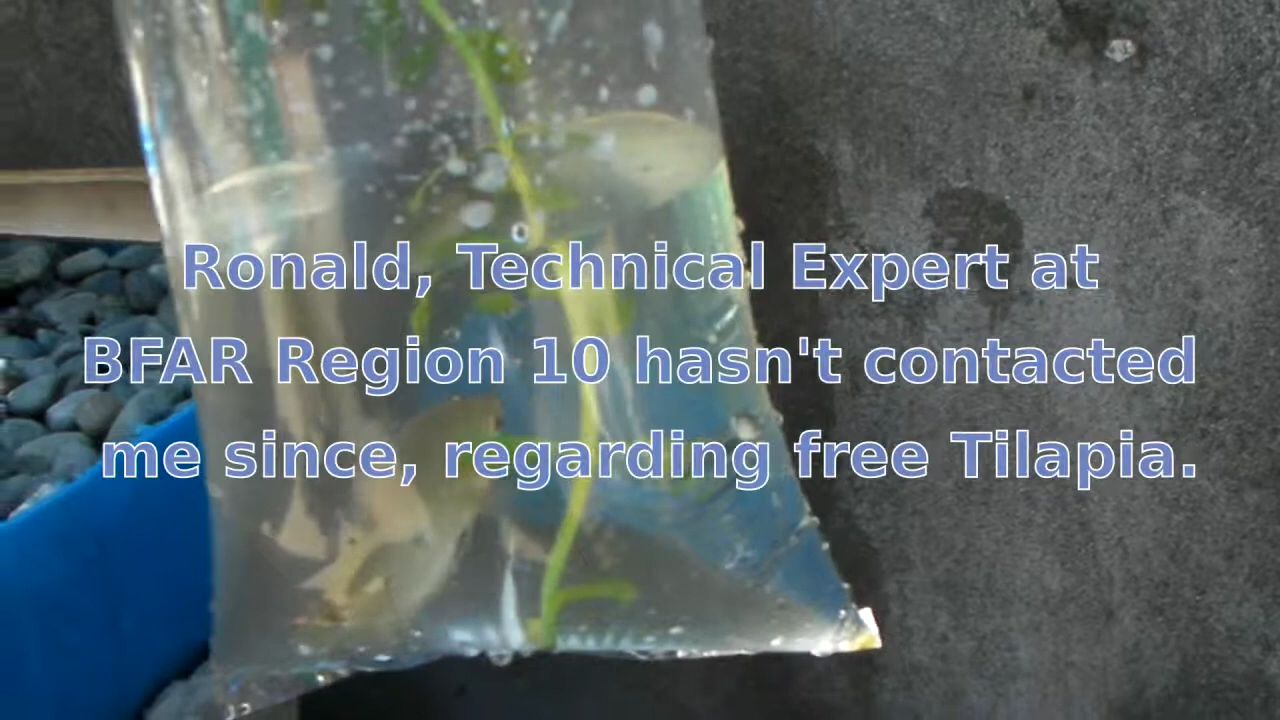 Ronald, Technical Expert at
BFAR Region 10 hasn't contacted
me since, regarding free Tilapia.